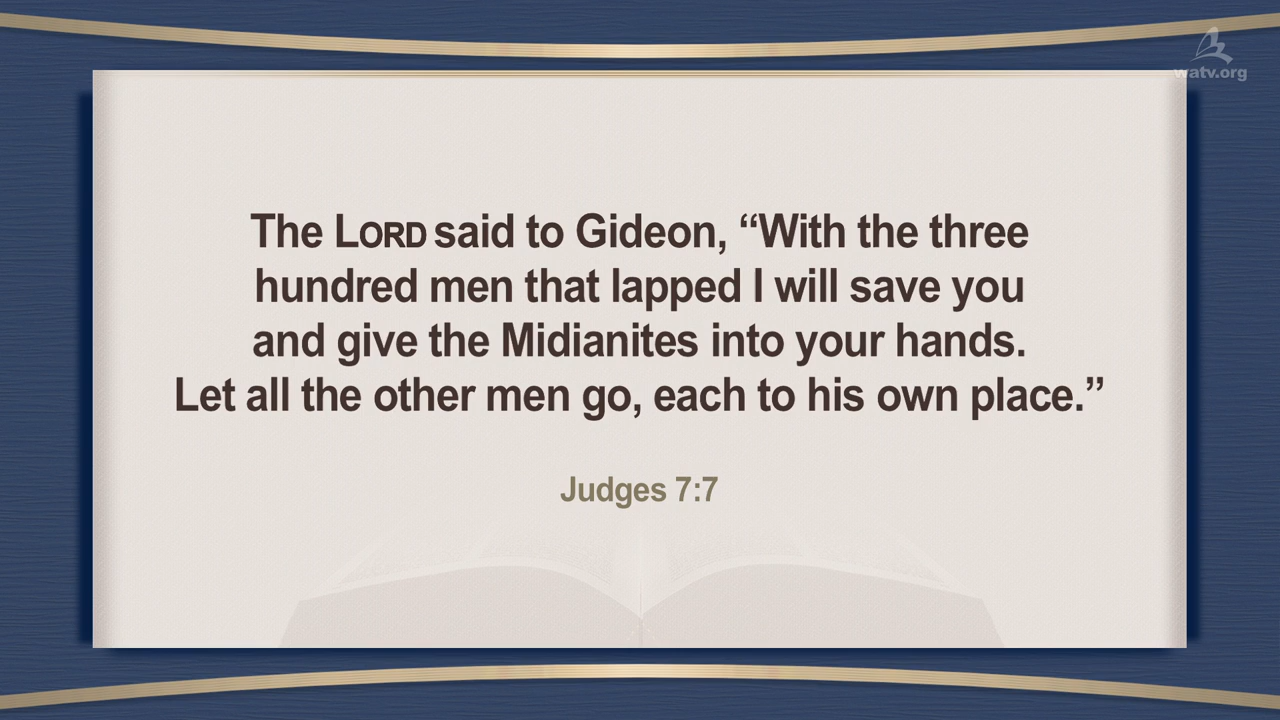 watv.org
The LORD said to Gideon, “With the three
hundred men that lapped I will save you
and give the Midianites into your hands.
Let all the other men go, each to his own place.”
Judges 7:7